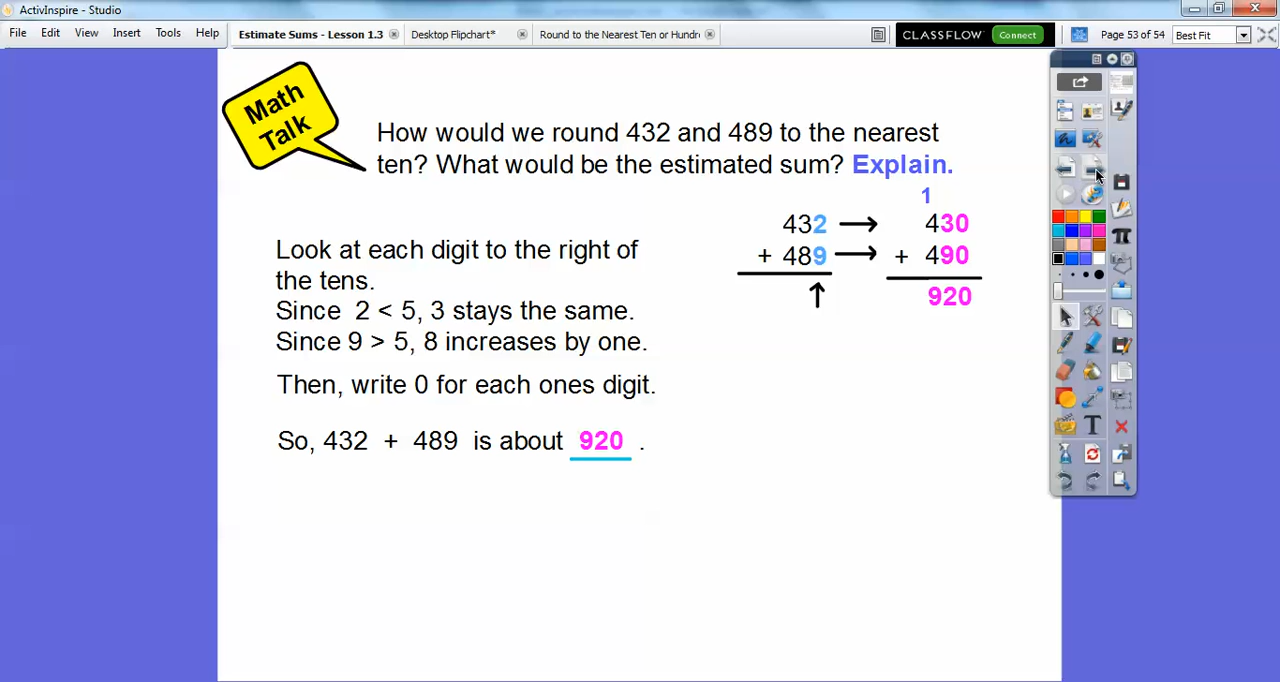 ActivInspire - Studio
File Edit View Insert Tools Help
Estimate Sums - Lesson 1.3
Desktop Flipchart*
Round to the Nearest Ten or Hundr
CLASSFLOW Connect
Page 53 of 54
Best Fit
Math
Talk
How would we round 432 and 489 to the nearest
ten? What would be the estimated sum? Explain.
1
432 → 430
+ 489 → + 490
↑ 920
Look at each digit to the right of
the tens.
Since 2 < 5, 3 stays the same.
Since 9 > 5, 8 increases by one.
Then, write 0 for each ones digit.
So, 432 + 489 is about 920 .